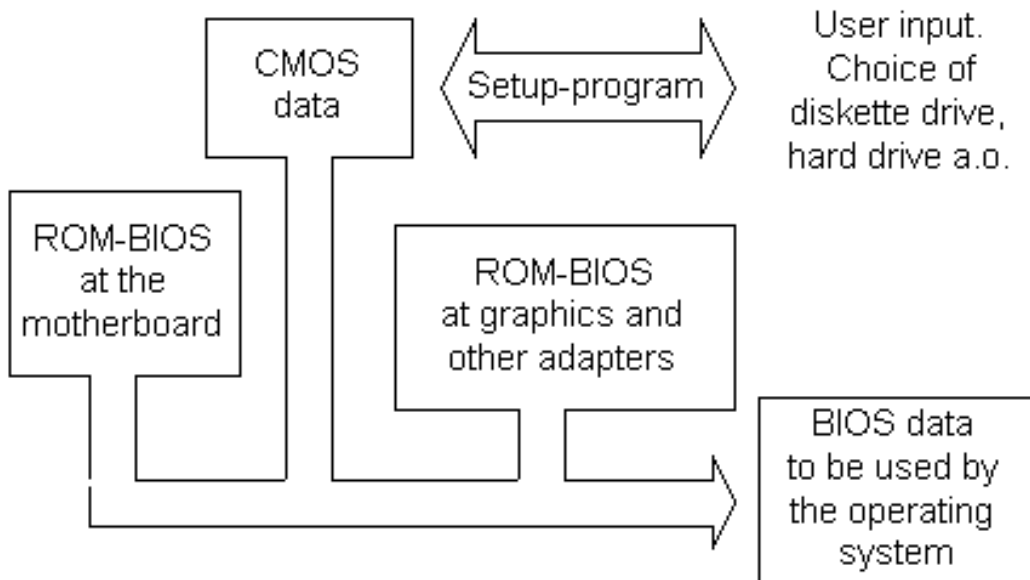 CMOS
data
Setup-program
User input.
Choice of
diskette drive,
hard drive a.o.
ROM-BIOS
at the
motherboard
ROM-BIOS
at graphics and
other adapters
BIOS data
to be used by
the operating
system